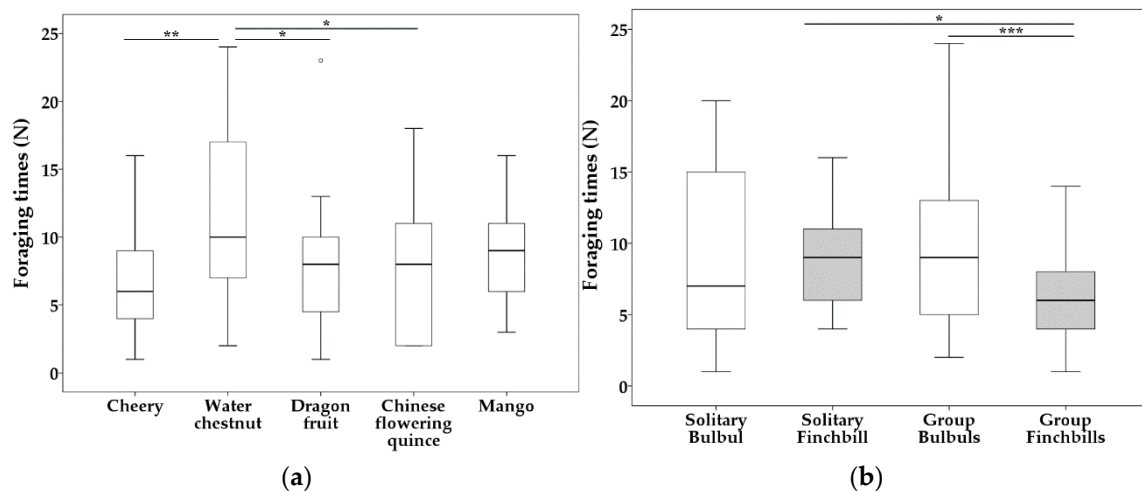 ** * *
25
20
15
10
5
0
Foraging times (N)
Cheery
Water chestnut
Dragon fruit
Chinese flowering quince
Mango
(a)
*
***
25
20
15
10
5
0
Foraging times (N)
Solitary Bulbul
Solitary Finchbill
Group Bulbuls
Group Finchbills
(b)